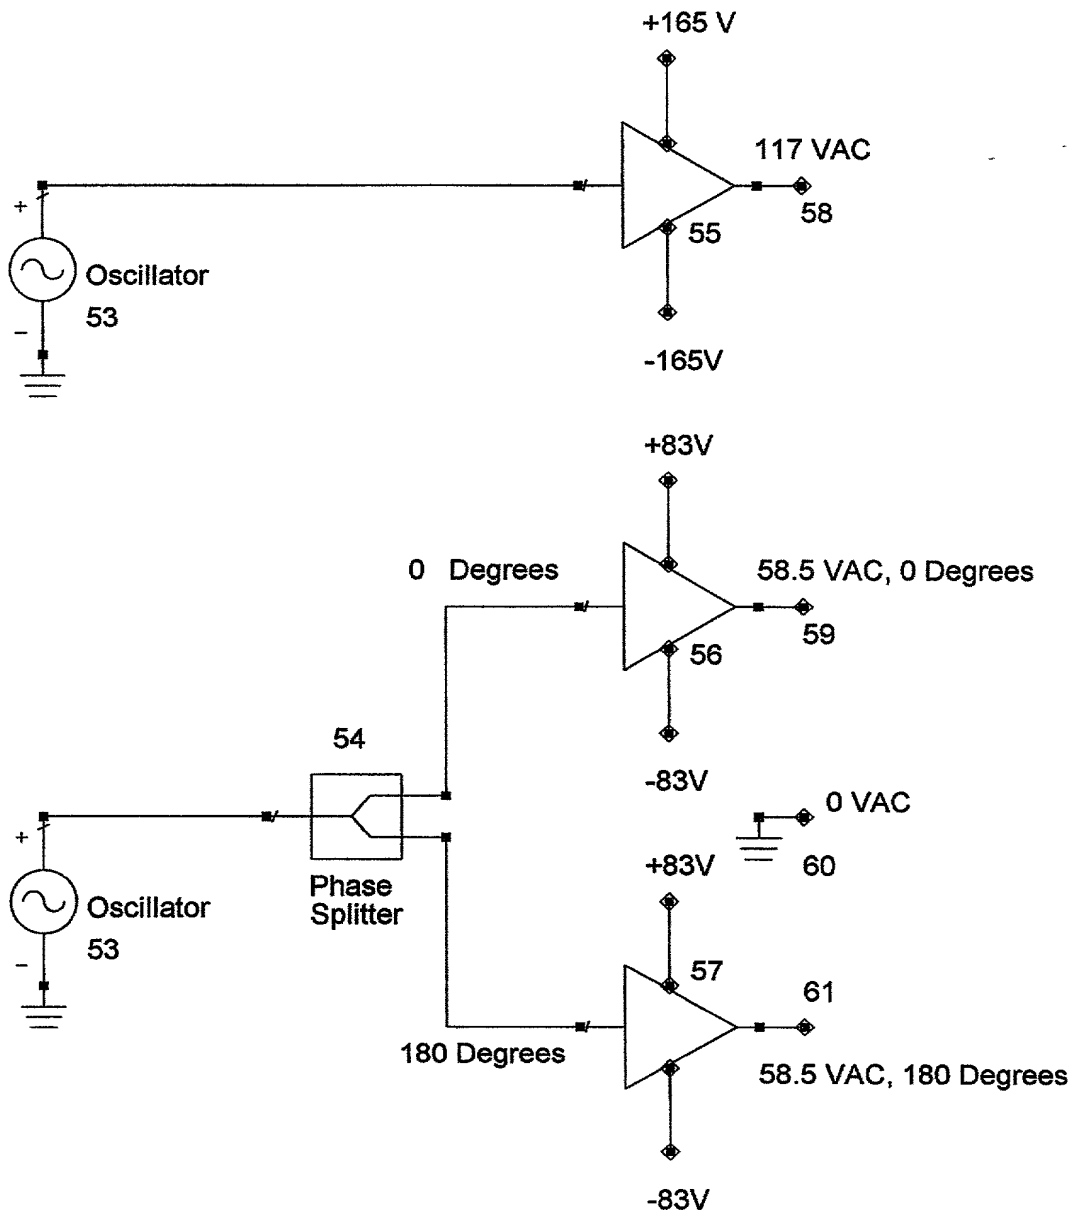 +165 V
117 VAC
58
55
+
Oscillator
53
-
-165V
+83V
0 Degrees
58.5 VAC, 0 Degrees
59
56
54
-83V
0 VAC
60
+
Phase
Splitter
+83V
Oscillator
53
-
57
61
180 Degrees
58.5 VAC, 180 Degrees
-83V